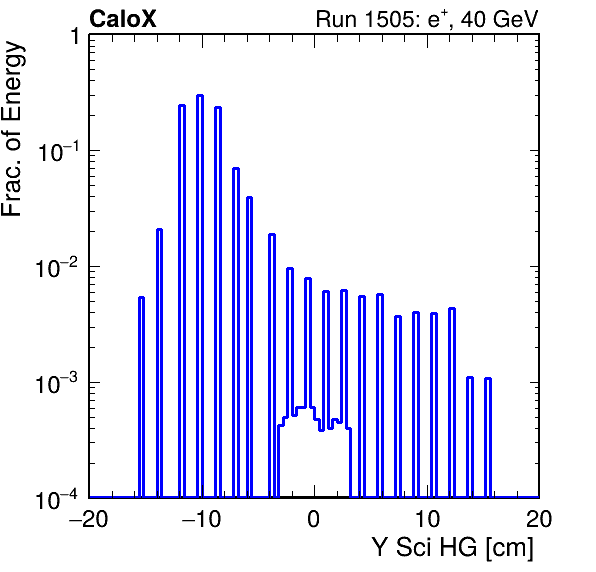 CaloX Run 1505: e⁺, 40 GeV
Frac. of Energy
1
10⁻¹
10⁻²
10⁻³
10⁻⁴
−20 −10 0 10 20
Y Sci HG [cm]